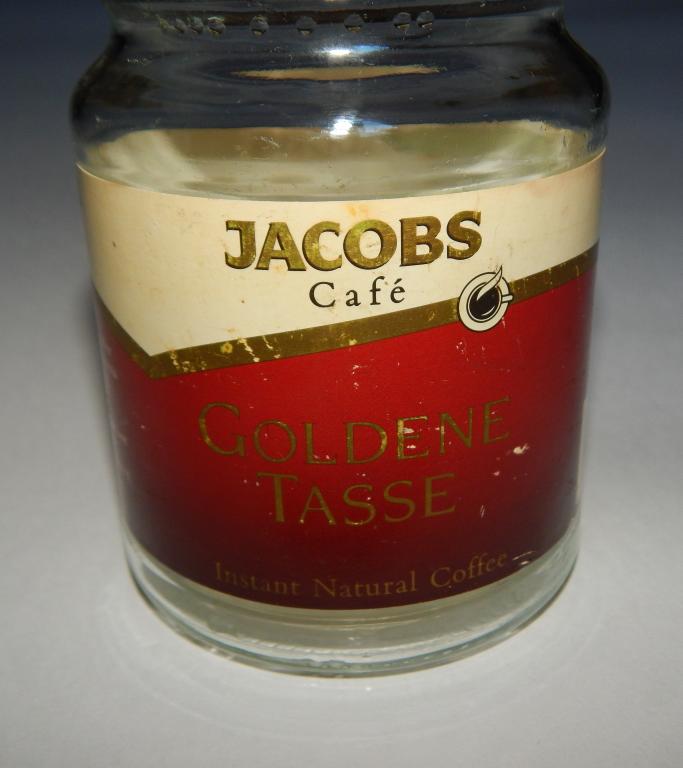 JACOBS
Café
GOLDENE
TASSE
Instant Natural Coffee